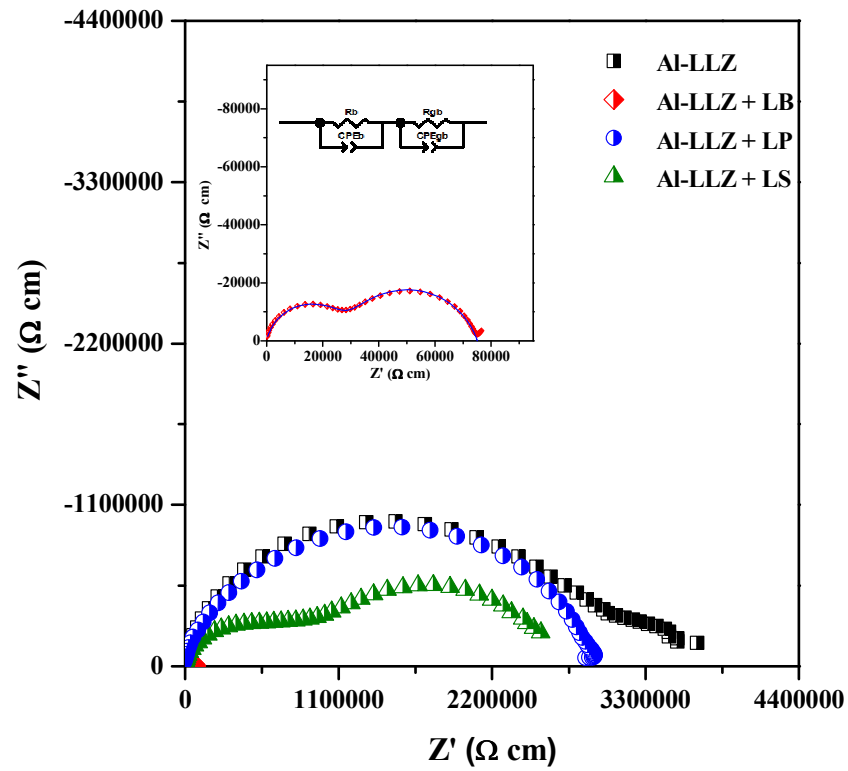 -4400000
-3300000
-2200000
-1100000
0
Z" (Ω cm)
0 1100000 2200000 3300000 4400000
Z' (Ω cm)
Al-LLZ
Al-LLZ + LB
Al-LLZ + LP
Al-LLZ + LS
-80000
-60000
-40000
-20000
0
Z" (Ω cm)
0 20000 40000 60000 80000
Z' (Ω cm)
Rb Rgb
CPEb CPEgb